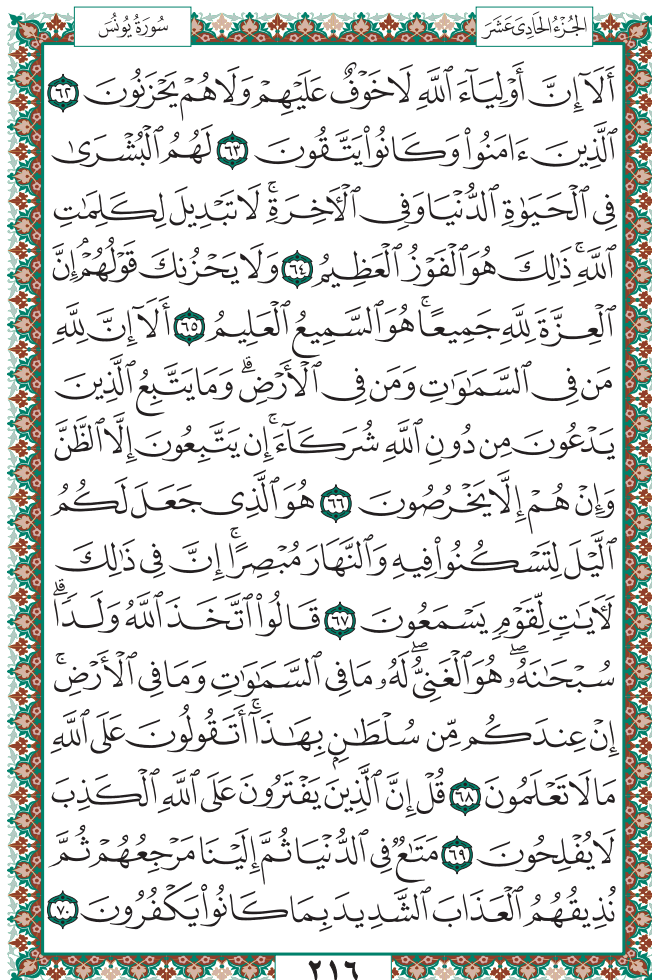 الجُزْءُ الحَادِىَ عَشَرَ
سُورَةُ يُونُسَ
أَلَآ إِنَّ أَوْلِيَآءَ ٱللَّهِ لَا خَوْفٌ عَلَيْهِمْ وَلَا هُمْ يَحْزَنُونَ ٦٢
ٱلَّذِينَ ءَامَنُوا۟ وَكَانُوا۟ يَتَّقُونَ ٦٣ لَهُمُ ٱلْبُشْرَىٰ
فِى ٱلْحَيَوٰةِ ٱلدُّنْيَا وَفِى ٱلْـَٔاخِرَةِ ۚ لَا تَبْدِيلَ لِكَلِمَـٰتِ
ٱللَّهِ ۚ ذَٰلِكَ هُوَ ٱلْفَوْزُ ٱلْعَظِيمُ ٦٤ وَلَا يَحْزُنكَ قَوْلُهُمْ ۘ إِنَّ
ٱلْعِزَّةَ لِلَّهِ جَمِيعًا ۚ هُوَ ٱلسَّمِيعُ ٱلْعَلِيمُ ٦٥ أَلَآ إِنَّ لِلَّهِ
مَن فِى ٱلسَّمَـٰوَٰتِ وَمَن فِى ٱلْأَرْضِ ۗ وَمَا يَتَّبِعُ ٱلَّذِينَ
يَدْعُونَ مِن دُونِ ٱللَّهِ شُرَكَآءَ ۚ إِن يَتَّبِعُونَ إِلَّا ٱلظَّنَّ
وَإِنْ هُمْ إِلَّا يَخْرُصُونَ ٦٦ هُوَ ٱلَّذِى جَعَلَ لَكُمُ
ٱلَّيْلَ لِتَسْكُنُوا۟ فِيهِ وَٱلنَّهَارَ مُبْصِرًا ۚ إِنَّ فِى ذَٰلِكَ
لَـَٔايَـٰتٍ لِّقَوْمٍ يَسْمَعُونَ ٦٧ قَالُوا۟ ٱتَّخَذَ ٱللَّهُ وَلَدًا ۗ
سُبْحَـٰنَهُۥ ۖ هُوَ ٱلْغَنِىُّ ۖ لَهُۥ مَا فِى ٱلسَّمَـٰوَٰتِ وَمَا فِى ٱلْأَرْضِ ۚ
إِنْ عِندَكُم مِّن سُلْطَـٰنٍۭ بِهَـٰذَآ ۚ أَتَقُولُونَ عَلَى ٱللَّهِ
مَا لَا تَعْلَمُونَ ٦٨ قُلْ إِنَّ ٱلَّذِينَ يَفْتَرُونَ عَلَى ٱللَّهِ ٱلْكَذِبَ
لَا يُفْلِحُونَ ٦٩ مَتَـٰعٌ فِى ٱلدُّنْيَا ثُمَّ إِلَيْنَا مَرْجِعُهُمْ ثُمَّ
نُذِيقُهُمُ ٱلْعَذَابَ ٱلشَّدِيدَ بِمَا كَانُوا۟ يَكْفُرُونَ ٧٠
٢١٦